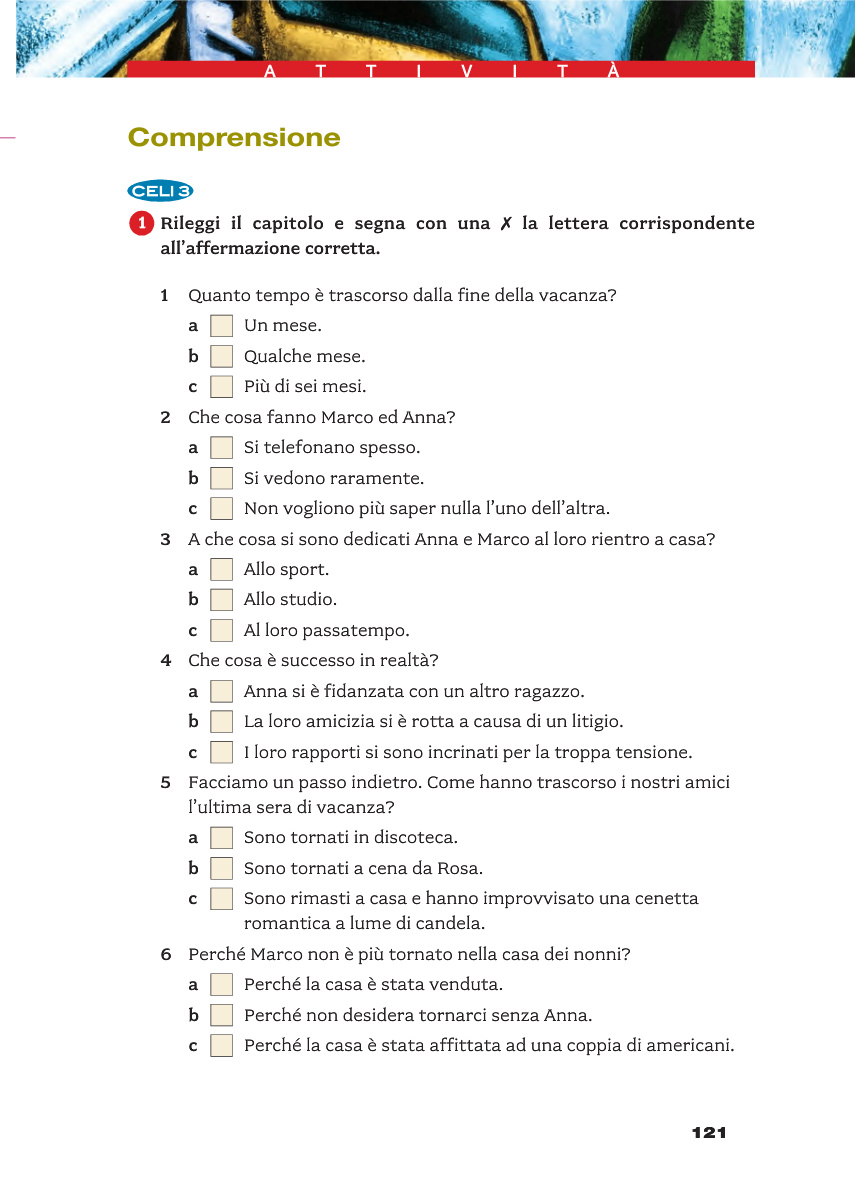 ATTIVITÀ
Comprensione
CELI 3
1 Rileggi il capitolo e segna con una ✗ la lettera corrispondente
all'affermazione corretta.
1 Quanto tempo è trascorso dalla fine della vacanza?
a Un mese.
b Qualche mese.
c Più di sei mesi.
2 Che cosa fanno Marco ed Anna?
a Si telefonano spesso.
b Si vedono raramente.
c Non vogliono più saper nulla l'uno dell'altra.
3 A che cosa si sono dedicati Anna e Marco al loro rientro a casa?
a Allo sport.
b Allo studio.
c Al loro passatempo.
4 Che cosa è successo in realtà?
a Anna si è fidanzata con un altro ragazzo.
b La loro amicizia si è rotta a causa di un litigio.
c I loro rapporti si sono incrinati per la troppa tensione.
5 Facciamo un passo indietro. Come hanno trascorso i nostri amici
l'ultima sera di vacanza?
a Sono tornati in discoteca.
b Sono tornati a cena da Rosa.
c Sono rimasti a casa e hanno improvvisato una cenetta
romantica a lume di candela.
6 Perché Marco non è più tornato nella casa dei nonni?
a Perché la casa è stata venduta.
b Perché non desidera tornarci senza Anna.
c Perché la casa è stata affittata ad una coppia di americani.
121